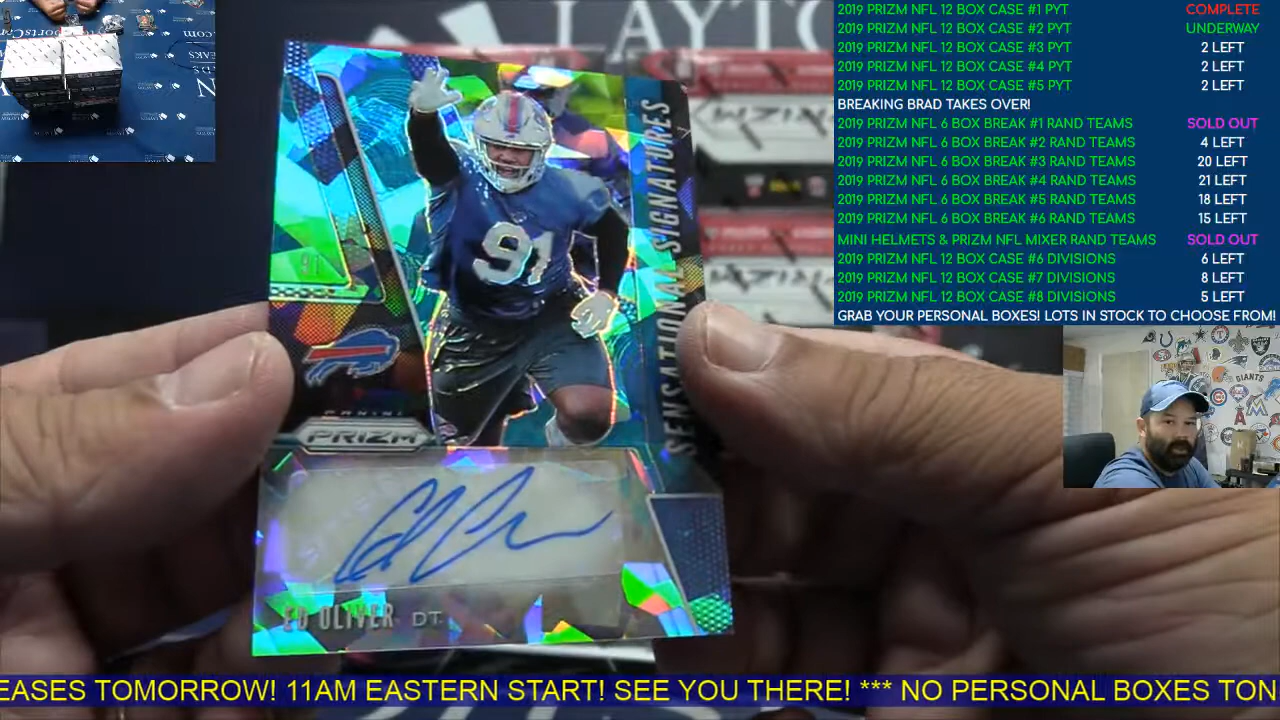 2019 PRIZM NFL 12 BOX CASE #1 PYT COMPLETE
2019 PRIZM NFL 12 BOX CASE #2 PYT UNDERWAY
2019 PRIZM NFL 12 BOX CASE #3 PYT 2 LEFT
2019 PRIZM NFL 12 BOX CASE #4 PYT 2 LEFT
2019 PRIZM NFL 12 BOX CASE #5 PYT 2 LEFT
BREAKING BRAD TAKES OVER!
2019 PRIZM NFL 6 BOX BREAK #1 RAND TEAMS SOLD OUT
2019 PRIZM NFL 6 BOX BREAK #2 RAND TEAMS 4 LEFT
2019 PRIZM NFL 6 BOX BREAK #3 RAND TEAMS 20 LEFT
2019 PRIZM NFL 6 BOX BREAK #4 RAND TEAMS 21 LEFT
2019 PRIZM NFL 6 BOX BREAK #5 RAND TEAMS 18 LEFT
2019 PRIZM NFL 6 BOX BREAK #6 RAND TEAMS 15 LEFT
MINI HELMETS & PRIZM NFL MIXER RAND TEAMS SOLD OUT
2019 PRIZM NFL 12 BOX CASE #6 DIVISIONS 6 LEFT
2019 PRIZM NFL 12 BOX CASE #7 DIVISIONS 8 LEFT
2019 PRIZM NFL 12 BOX CASE #8 DIVISIONS 5 LEFT
GRAB YOUR PERSONAL BOXES! LOTS IN STOCK TO CHOOSE FROM!
LAYTO
PRIZM
SENSATIONAL SIGNATURES
91
91
PANINI
PRIZM
ED OLIVER DT
GIANTS
EASES TOMORROW! 11AM EASTERN START! SEE YOU THERE! *** NO PERSONAL BOXES TON